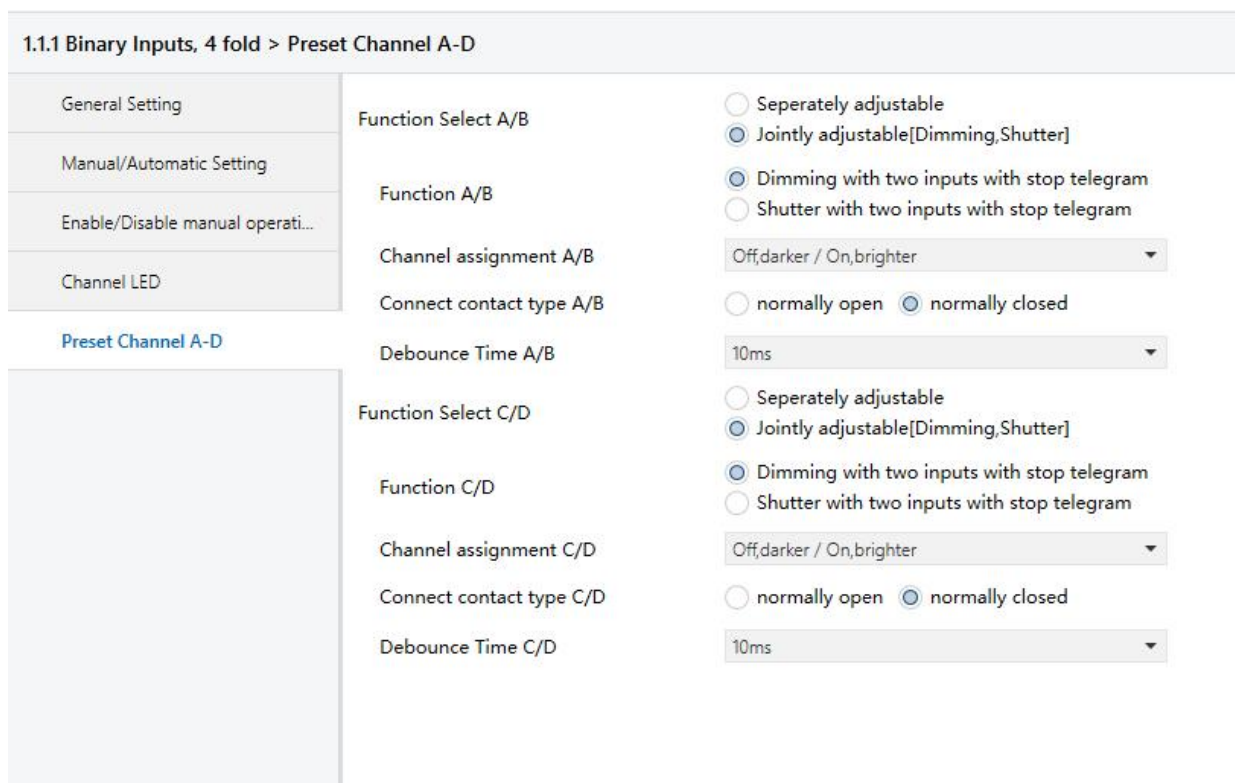 1.1.1 Binary Inputs, 4 fold > Preset Channel A-D
General Setting
Manual/Automatic Setting
Enable/Disable manual operati...
Channel LED
Preset Channel A-D
Function Select A/B
Seperately adjustable
Jointly adjustable[Dimming,Shutter]
Function A/B
Dimming with two inputs with stop telegram
Shutter with two inputs with stop telegram
Channel assignment A/B
Off,darker / On,brighter
Connect contact type A/B
normally open normally closed
Debounce Time A/B
10ms
Function Select C/D
Seperately adjustable
Jointly adjustable[Dimming,Shutter]
Function C/D
Dimming with two inputs with stop telegram
Shutter with two inputs with stop telegram
Channel assignment C/D
Off,darker / On,brighter
Connect contact type C/D
normally open normally closed
Debounce Time C/D
10ms